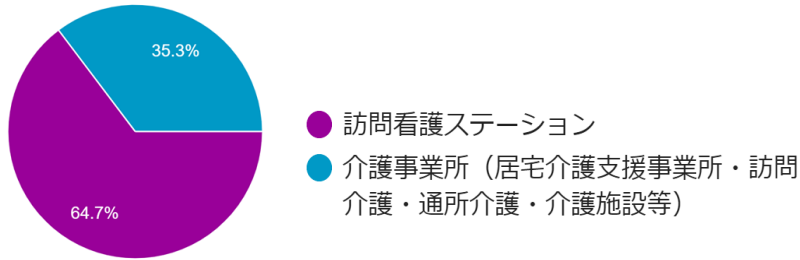 35.3%
64.7%
訪問看護ステーション
介護事業所（居宅介護支援事業所・訪問
介護・通所介護・介護施設等）